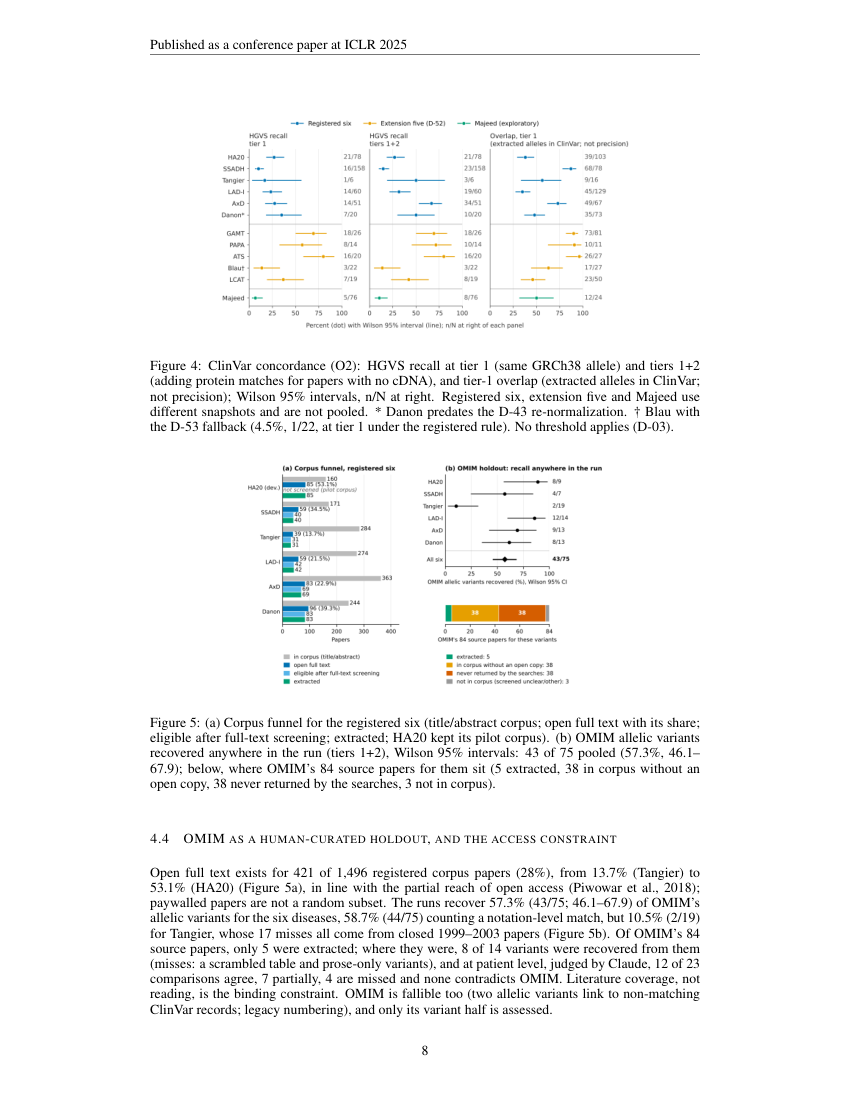 Published as a conference paper at ICLR 2025
Registered six
Extension five (D-52)
Majeed (exploratory)
HGVS recall
tier 1
HGVS recall
tiers 1+2
Overlap, tier 1
(extracted alleles in ClinVar; not precision)
HA20 21/78 21/78 39/103
SSADH 16/158 23/158 68/78
Tangier 1/6 3/6 9/16
LAD-I 14/60 19/60 45/129
AxD 14/51 34/51 49/67
Danon* 7/20 10/20 35/73
GAMT 18/26 18/26 73/81
PAPA 8/14 10/14 10/11
ATS 16/20 16/20 26/27
Blau† 3/22 3/22 17/27
LCAT 7/19 8/19 23/50
Majeed 5/76 8/76 12/24
0 25 50 75 100 0 25 50 75 100 0 25 50 75 100
Percent (dot) with Wilson 95% interval (line); n/N at right of each panel
Figure 4: ClinVar concordance (O2): HGVS recall at tier 1 (same GRCh38 allele) and tiers 1+2
(adding protein matches for papers with no cDNA), and tier-1 overlap (extracted alleles in ClinVar;
not precision); Wilson 95% intervals, n/N at right. Registered six, extension five and Majeed use
different snapshots and are not pooled. * Danon predates the D-43 re-normalization. † Blau with
the D-53 fallback (4.5%, 1/22, at tier 1 under the registered rule). No threshold applies (D-03).
(a) Corpus funnel, registered six
HA20 (dev.)
160
85 (53.1%)
not screened (pilot corpus)
85
SSADH
171
59 (34.5%)
40
40
Tangier
284
39 (13.7%)
31
31
LAD-I
274
59 (21.5%)
42
42
AxD
363
83 (22.9%)
69
69
Danon
244
96 (39.3%)
83
83
0 100 200 300 400
Papers
in corpus (title/abstract)
open full text
eligible after full-text screening
extracted
(b) OMIM holdout: recall anywhere in the run
HA20 8/9
SSADH 4/7
Tangier 2/19
LAD-I 12/14
AxD 9/13
Danon 8/13
All six 43/75
0 25 50 75 100
OMIM allelic variants recovered (%), Wilson 95% CI
38 38
0 20 40 60 84
OMIM's 84 source papers for these variants
extracted: 5
in corpus without an open copy: 38
never returned by the searches: 38
not in corpus (screened unclear/other): 3
Figure 5: (a) Corpus funnel for the registered six (title/abstract corpus; open full text with its share;
eligible after full-text screening; extracted; HA20 kept its pilot corpus). (b) OMIM allelic variants
recovered anywhere in the run (tiers 1+2), Wilson 95% intervals: 43 of 75 pooled (57.3%, 46.1–
67.9); below, where OMIM's 84 source papers for them sit (5 extracted, 38 in corpus without an
open copy, 38 never returned by the searches, 3 not in corpus).
4.4 OMIM AS A HUMAN-CURATED HOLDOUT, AND THE ACCESS CONSTRAINT
Open full text exists for 421 of 1,496 registered corpus papers (28%), from 13.7% (Tangier) to
53.1% (HA20) (Figure 5a), in line with the partial reach of open access (Piwowar et al., 2018);
paywalled papers are not a random subset. The runs recover 57.3% (43/75; 46.1–67.9) of OMIM's
allelic variants for the six diseases, 58.7% (44/75) counting a notation-level match, but 10.5% (2/19)
for Tangier, whose 17 misses all come from closed 1999–2003 papers (Figure 5b). Of OMIM's 84
source papers, only 5 were extracted; where they were, 8 of 14 variants were recovered from them
(misses: a scrambled table and prose-only variants), and at patient level, judged by Claude, 12 of 23
comparisons agree, 7 partially, 4 are missed and none contradicts OMIM. Literature coverage, not
reading, is the binding constraint. OMIM is fallible too (two allelic variants link to non-matching
ClinVar records; legacy numbering), and only its variant half is assessed.
8